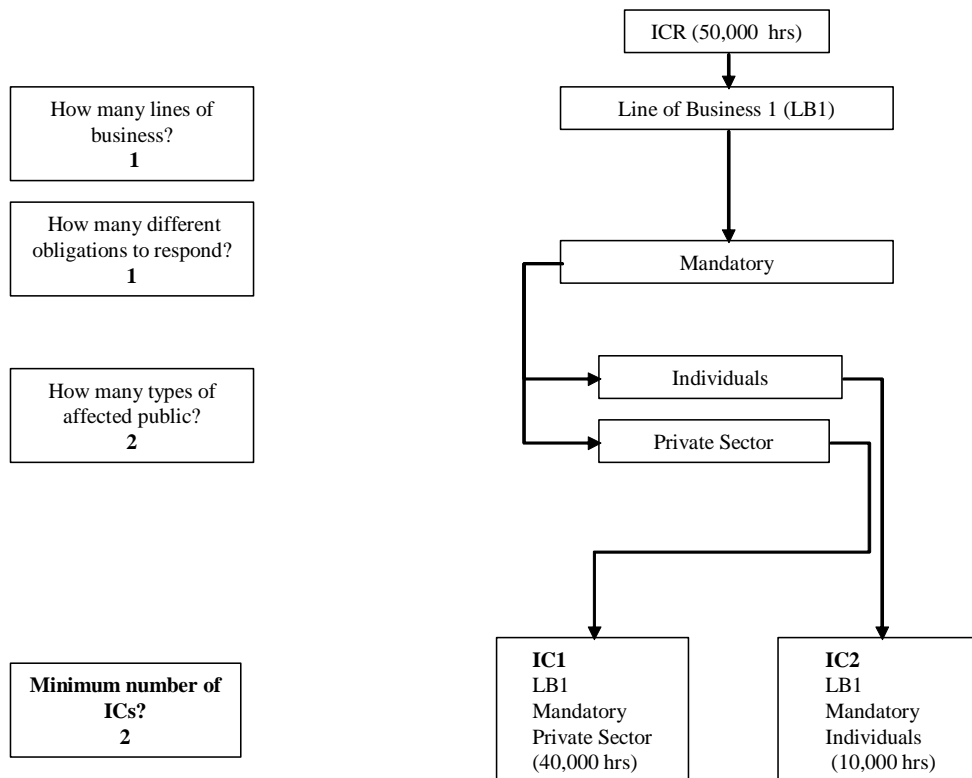 ICR (50,000 hrs)
How many lines of
business?
1
Line of Business 1 (LB1)
How many different
obligations to respond?
1
Mandatory
How many types of
affected public?
2
Individuals
Private Sector
Minimum number of
ICs?
2
IC1
LB1
Mandatory
Private Sector
(40,000 hrs)
IC2
LB1
Mandatory
Individuals
(10,000 hrs)